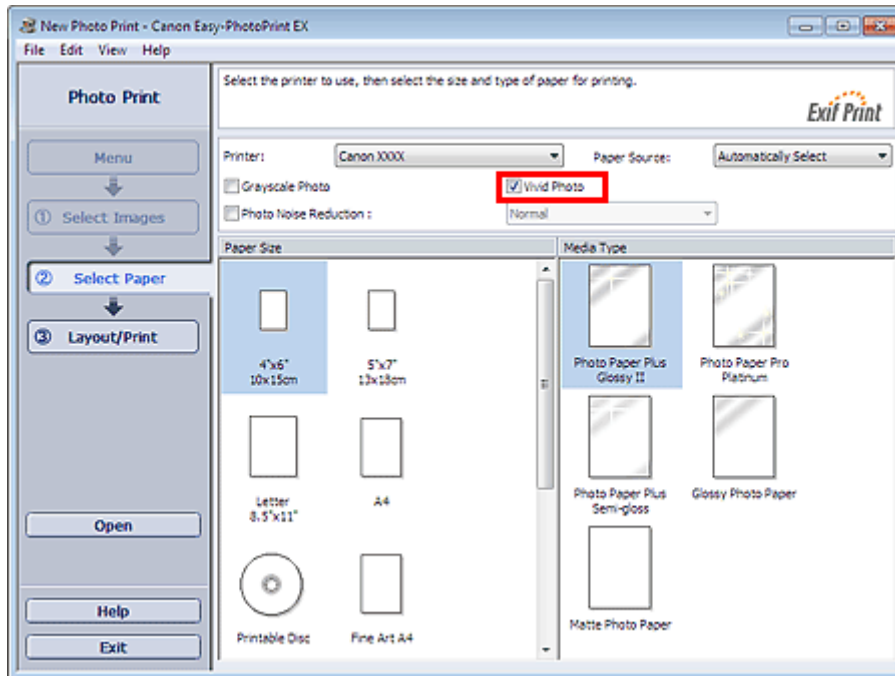 New Photo Print - Canon Easy-PhotoPrint EX
File Edit View Help
Photo Print
Select the printer to use, then select the size and type of paper for printing.
Exif Print
Menu
① Select Images
② Select Paper
③ Layout/Print
Open
Help
Exit
Printer: Canon XXXX Paper Source: Automatically Select
Grayscale Photo Vivid Photo
Photo Noise Reduction : Normal
Paper Size
4"x6"
10x15cm
5"x7"
13x18cm
Letter
8.5"x11"
A4
Printable Disc
Fine Art A4
Media Type
Photo Paper Plus
Glossy II
Photo Paper Pro
Platinum
Photo Paper Plus
Semi-gloss
Glossy Photo Paper
Matte Photo Paper